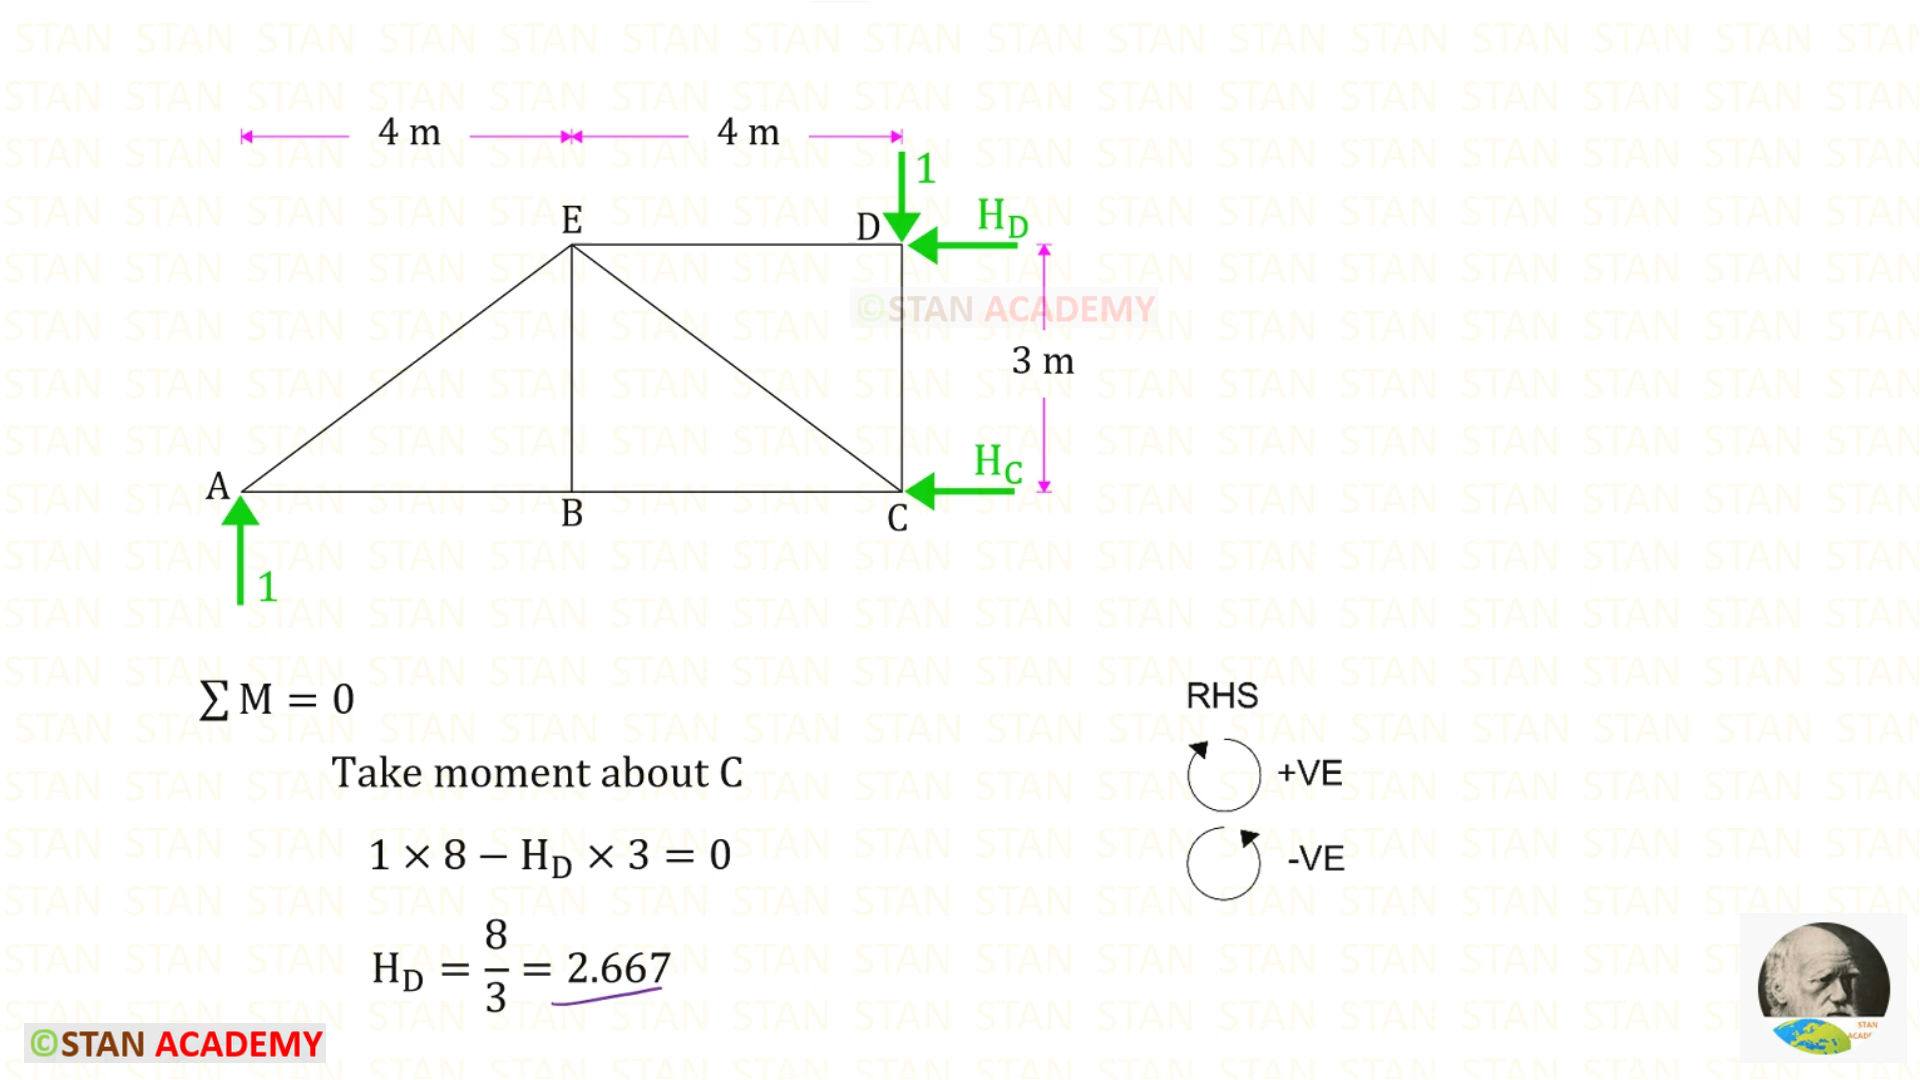 4 m 4 m
1
H_D
E D
©STAN ACADEMY
3 m
H_C
A B C
1
∑ M = 0
Take moment about C
1 × 8 − H_D × 3 = 0
H_D = 8/3 = 2.667
RHS
+VE
-VE
©STAN ACADEMY
STAN